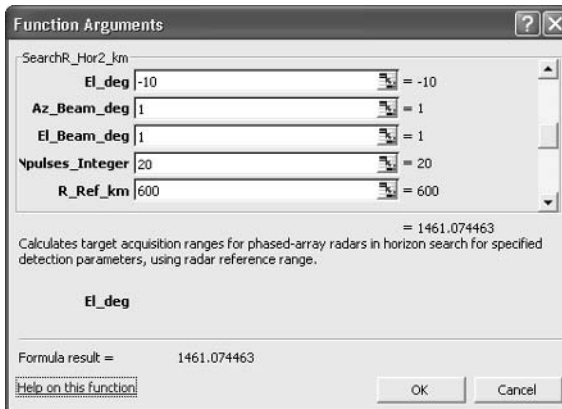 Function Arguments
SearchR_Hor2_km
El_deg -10 = -10
Az_Beam_deg 1 = 1
El_Beam_deg 1 = 1
Npulses_Integer 20 = 20
R_Ref_km 600 = 600
= 1461.074463
Calculates target acquisition ranges for phased-array radars in horizon search for specified
detection parameters, using radar reference range.
El_deg
Formula result = 1461.074463
Help on this function OK Cancel